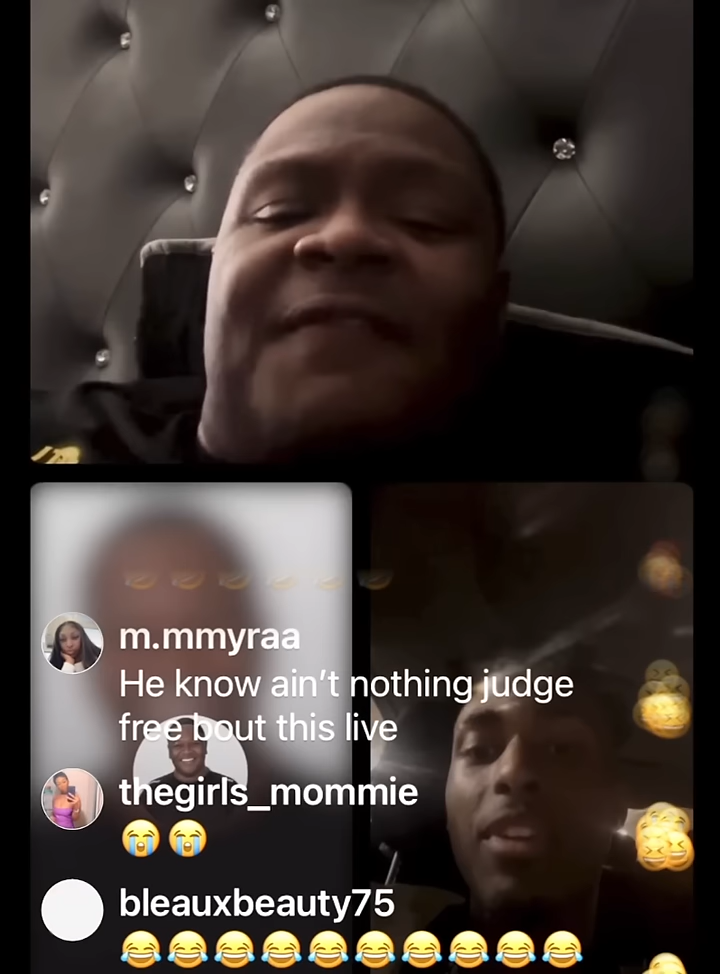 m.mmyraa
He know ain’t nothing judge
free bout this live
thegirls_mommie
😭😭
bleauxbeauty75
😂😂😂😂😂😂😂😂😂😂